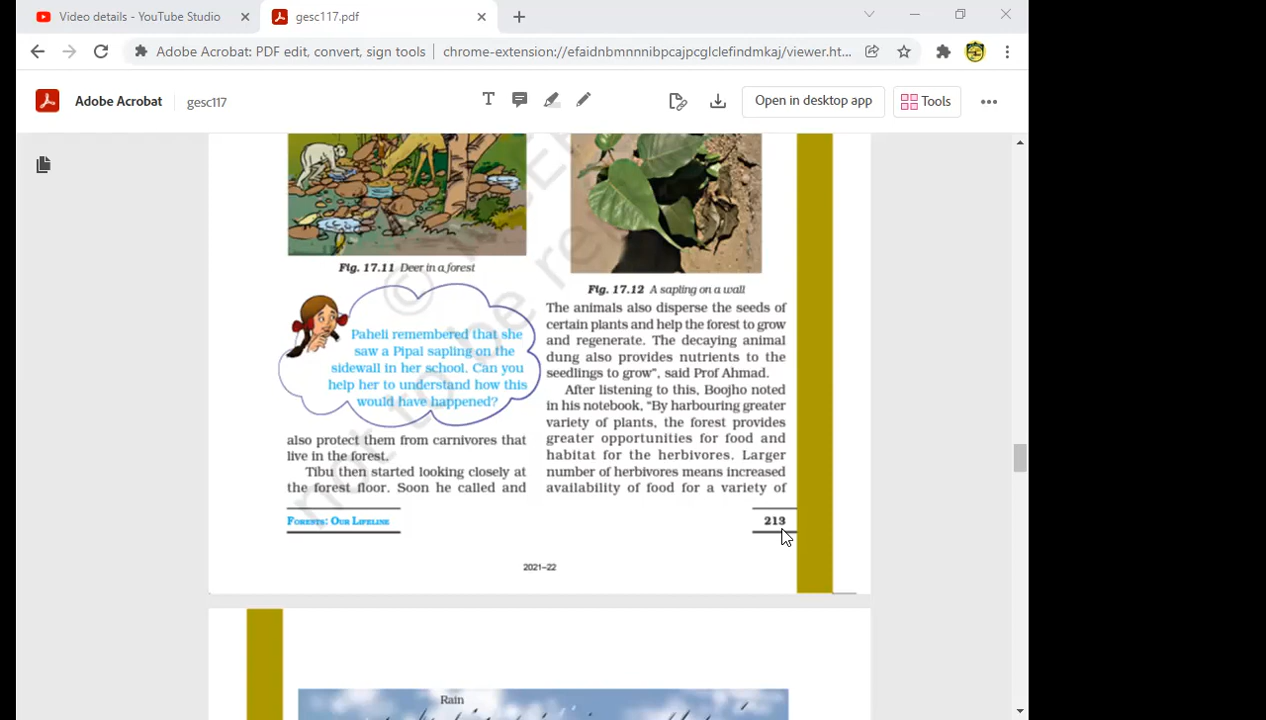 Video details - YouTube Studio
gesc117.pdf
Adobe Acrobat: PDF edit, convert, sign tools
chrome-extension://efaidnbmnnnibpcajpcglclefindmkaj/viewer.ht...
Adobe Acrobat
gesc117
Open in desktop app
Tools
Fig. 17.11 Deer in a forest
Paheli remembered that she
saw a Pipal sapling on the
sidewall in her school. Can you
help her to understand how this
would have happened?
also protect them from carnivores that
live in the forest.
Tibu then started looking closely at
the forest floor. Soon he called and
Fig. 17.12 A sapling on a wall
The animals also disperse the seeds of
certain plants and help the forest to grow
and regenerate. The decaying animal
dung also provides nutrients to the
seedlings to grow”, said Prof Ahmad.
After listening to this, Boojho noted
in his notebook, “By harbouring greater
variety of plants, the forest provides
greater opportunities for food and
habitat for the herbivores. Larger
number of herbivores means increased
availability of food for a variety of
Forests: Our Lifeline
213
2021–22
not to be re
©
Rain